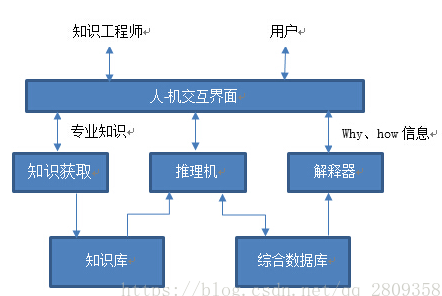 知识工程师
用户
人-机交互界面
专业知识
Why、how 信息
知识获取
推理机
解释器
知识库
综合数据库
https://blog.csdn.net/qq_2809358